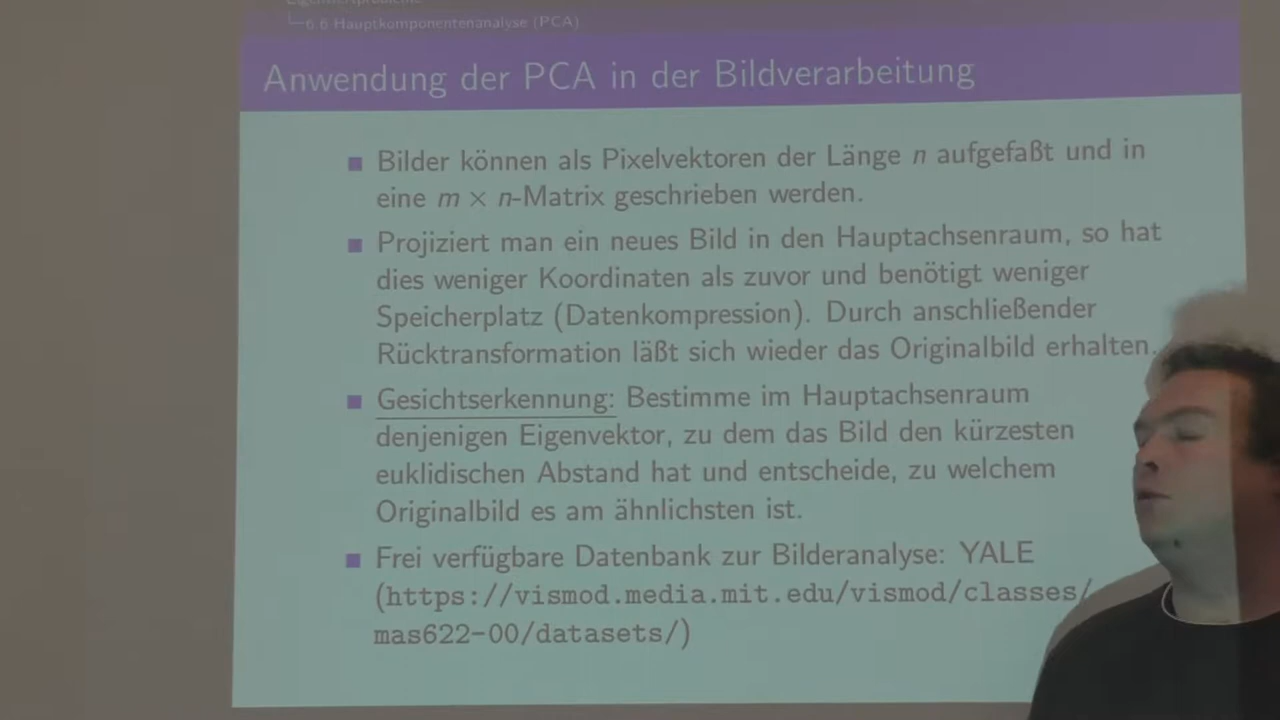 Eigenwertprobleme
6.6 Hauptkomponentenanalyse (PCA)
Anwendung der PCA in der Bildverarbeitung
Bilder können als Pixelvektoren der Länge n aufgefaßt und in
eine m × n-Matrix geschrieben werden.
Projiziert man ein neues Bild in den Hauptachsenraum, so hat
dies weniger Koordinaten als zuvor und benötigt weniger
Speicherplatz (Datenkompression). Durch anschließender
Rücktransformation läßt sich wieder das Originalbild erhalten.
Gesichtserkennung: Bestimme im Hauptachsenraum
denjenigen Eigenvektor, zu dem das Bild den kürzesten
euklidischen Abstand hat und entscheide, zu welchem
Originalbild es am ähnlichsten ist.
Frei verfügbare Datenbank zur Bilderanalyse: YALE
(https://vismod.media.mit.edu/vismod/classes/
mas622-00/datasets/)